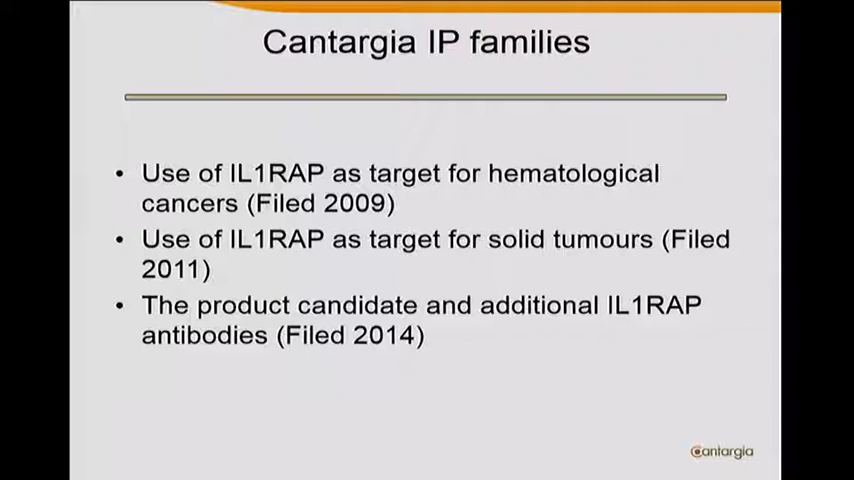 Cantargia IP families
• Use of IL1RAP as target for hematological
cancers (Filed 2009)
• Use of IL1RAP as target for solid tumours (Filed
2011)
• The product candidate and additional IL1RAP
antibodies (Filed 2014)
Cantargia